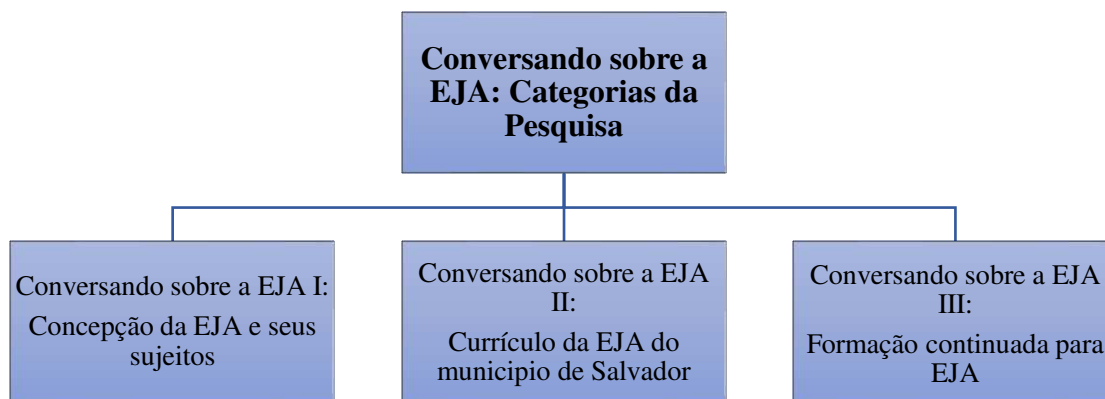 Conversando sobre a
EJA: Categorias da
Pesquisa
Conversando sobre a EJA I:
Concepção da EJA e seus
sujeitos
Conversando sobre a EJA
II:
Currículo da EJA do
municipio de Salvador
Conversando sobre a EJA
III:
Formação continuada para
EJA